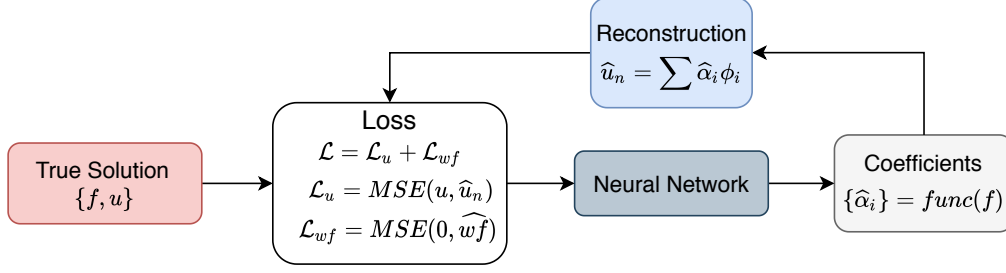 Reconstruction
$\widehat{u}_n = \sum \widehat{\alpha}_i \phi_i$
Loss
$\mathcal{L} = \mathcal{L}_u + \mathcal{L}_{wf}$
$\mathcal{L}_u = MSE(u, \widehat{u}_n)$
$\mathcal{L}_{wf} = MSE(0, \widehat{wf})$
True Solution
$\{f, u\}$
Neural Network
Coefficients
$\{\widehat{\alpha}_i\} = func(f)$